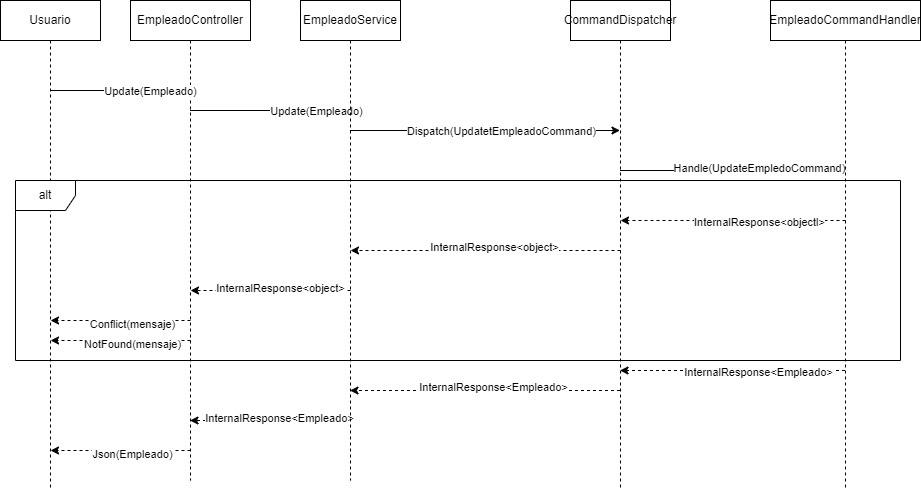 Usuario
EmpleadoController
EmpleadoService
CommandDispatcher
EmpleadoCommandHandler
Update(Empleado)
Update(Empleado)
Dispatch(UpdatetEmpleadoCommand)
Handle(UpdateEmpledoCommand)
alt
InternalResponse<objectl>
InternalResponse<object>
InternalResponse<object>
Conflict(mensaje)
NotFound(mensaje)
InternalResponse<Empleado>
InternalResponse<Empleado>
InternalResponse<Empleado>
Json(Empleado)